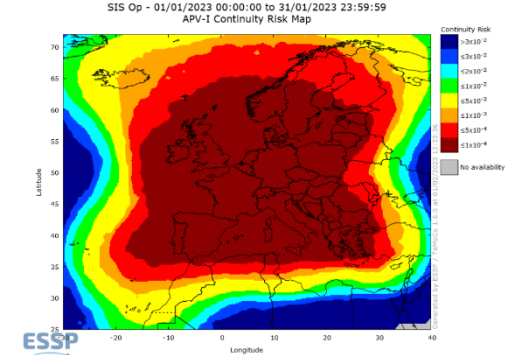 SIS Op - 01/01/2023 00:00:00 to 31/01/2023 23:59:59
APV-I Continuity Risk Map
Continuity Risk
>3x10-2
≤3x10-2
≤2x10-2
≤1x10-2
≤5x10-3
≤1x10-3
≤5x10-4
≤1x10-4
No availability
Latitude
70
65
60
55
50
45
40
35
30
25
-20
-10
0
10
20
30
40
Longitude
Generated by ESSP
ESSP